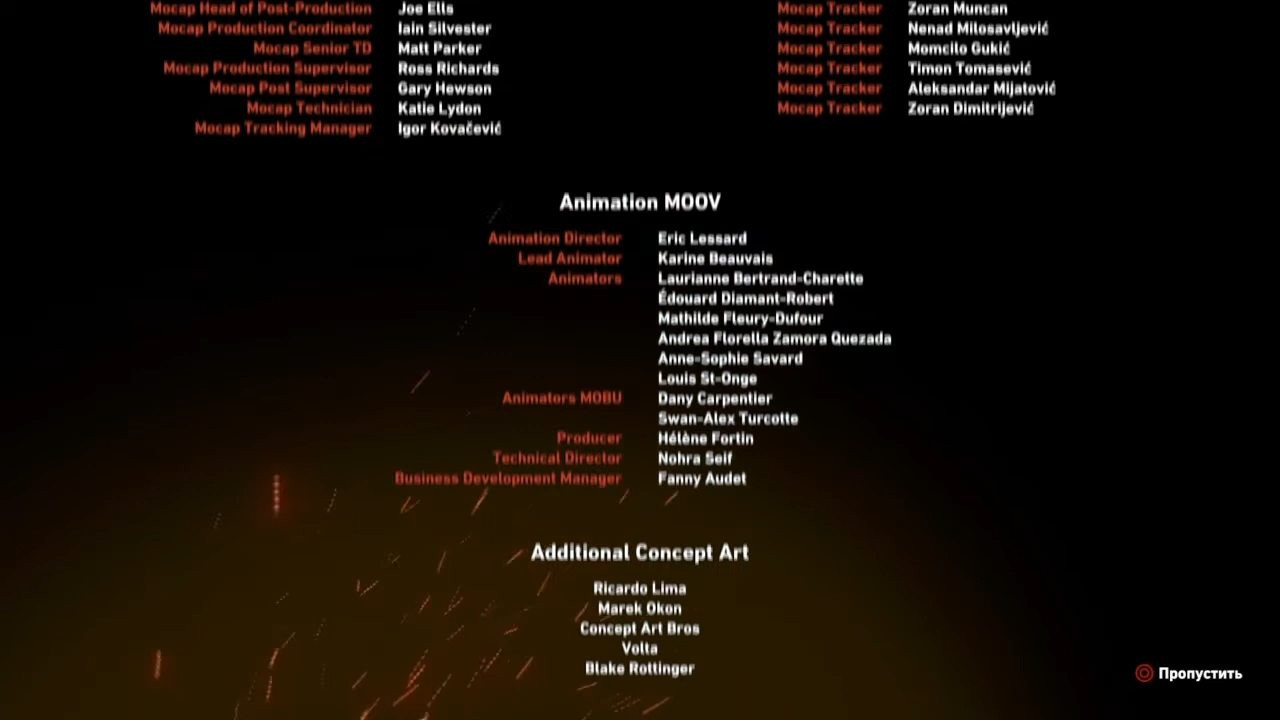 Mocap Head of Post-Production Joe Ells
Mocap Production Coordinator Iain Silvester
Mocap Senior TD Matt Parker
Mocap Production Supervisor Ross Richards
Mocap Post Supervisor Gary Hewson
Mocap Technician Katie Lydon
Mocap Tracking Manager Igor Kovačević
Mocap Tracker Zoran Muncan
Mocap Tracker Nenad Milosavljević
Mocap Tracker Momcilo Gukić
Mocap Tracker Timon Tomasević
Mocap Tracker Aleksandar Mijatović
Mocap Tracker Zoran Dimitrijević
Animation MOOV
Animation Director Eric Lessard
Lead Animator Karine Beauvais
Animators Laurianne Bertrand-Charette
Édouard Diamant-Robert
Mathilde Fleury-Dufour
Andrea Florella Zamora Quezada
Anne-Sophie Savard
Louis St-Onge
Animators MOBU Dany Carpentier
Swan-Alex Turcotte
Producer Hélène Fortin
Technical Director Nohra Seif
Business Development Manager Fanny Audet
Additional Concept Art
Ricardo Lima
Marek Okon
Concept Art Bros
Volta
Blake Rottinger
Пропустить